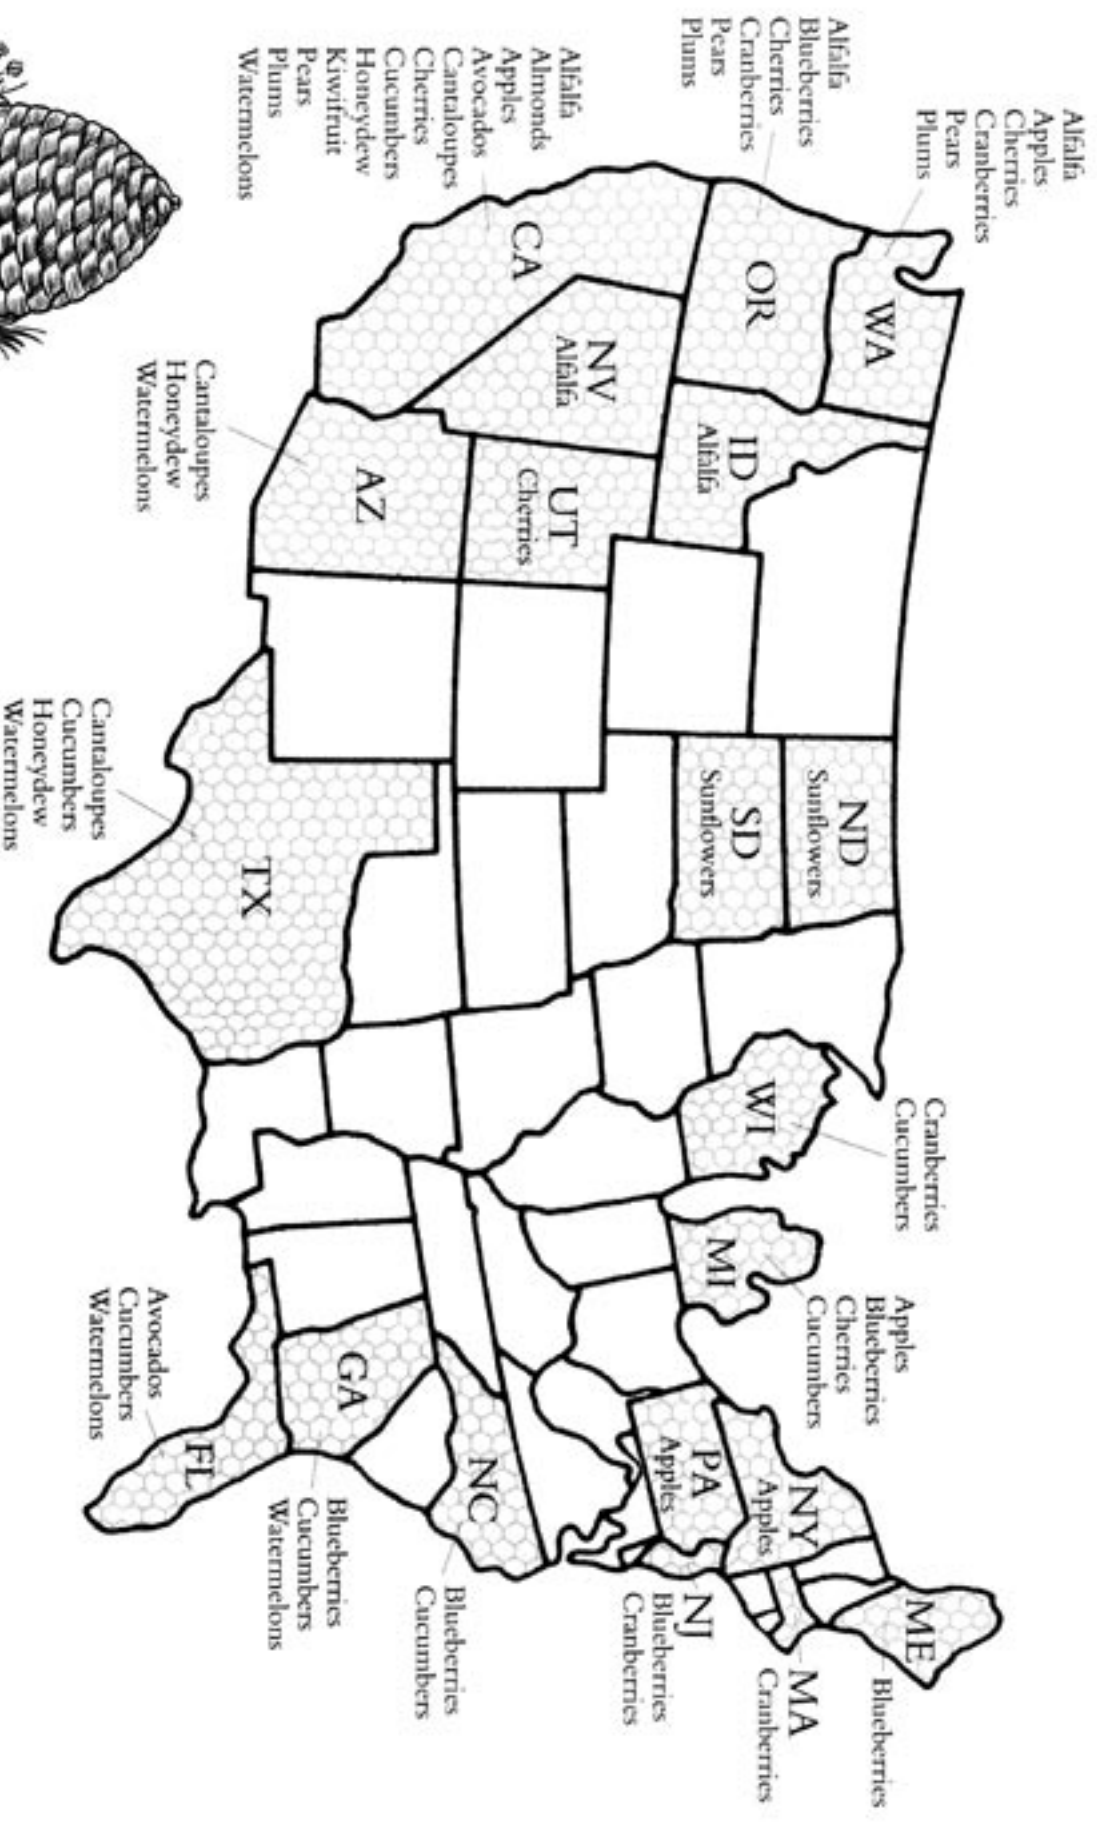 Alfalfa
Apples
Cherries
Cranberries
Pears
Plums
WA
Alfalfa
Blueberries
Cherries
Cranberries
Pears
Plums
OR
Alfalfa
Almonds
Apples
Avocados
Cantaloupes
Cherries
Cucumbers
Honeydew
Kiwifruit
Pears
Plums
Watermelons
CA
NV
Alfalfa
ID
Alfalfa
UT
Cherries
AZ
Cantaloupes
Honeydew
Watermelons
ND
Sunflowers
SD
Sunflowers
TX
Cantaloupes
Cucumbers
Honeydew
Watermelons
WI
Cranberries
Cucumbers
MI
Apples
Blueberries
Cherries
Cucumbers
ME
Blueberries
NY
Apples
MA
Cranberries
PA
Apples
NJ
Blueberries
Cranberries
NC
Blueberries
Cucumbers
GA
Blueberries
Cucumbers
Watermelons
FL
Avocados
Cucumbers
Watermelons